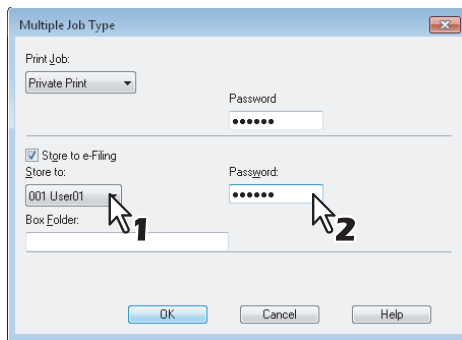 Multiple Job Type
Print Job:
Private Print
Password
••••••
Store to e-Filing
Store to:
Password:
001 User01
••••••
1
2
Box Folder:
OK
Cancel
Help